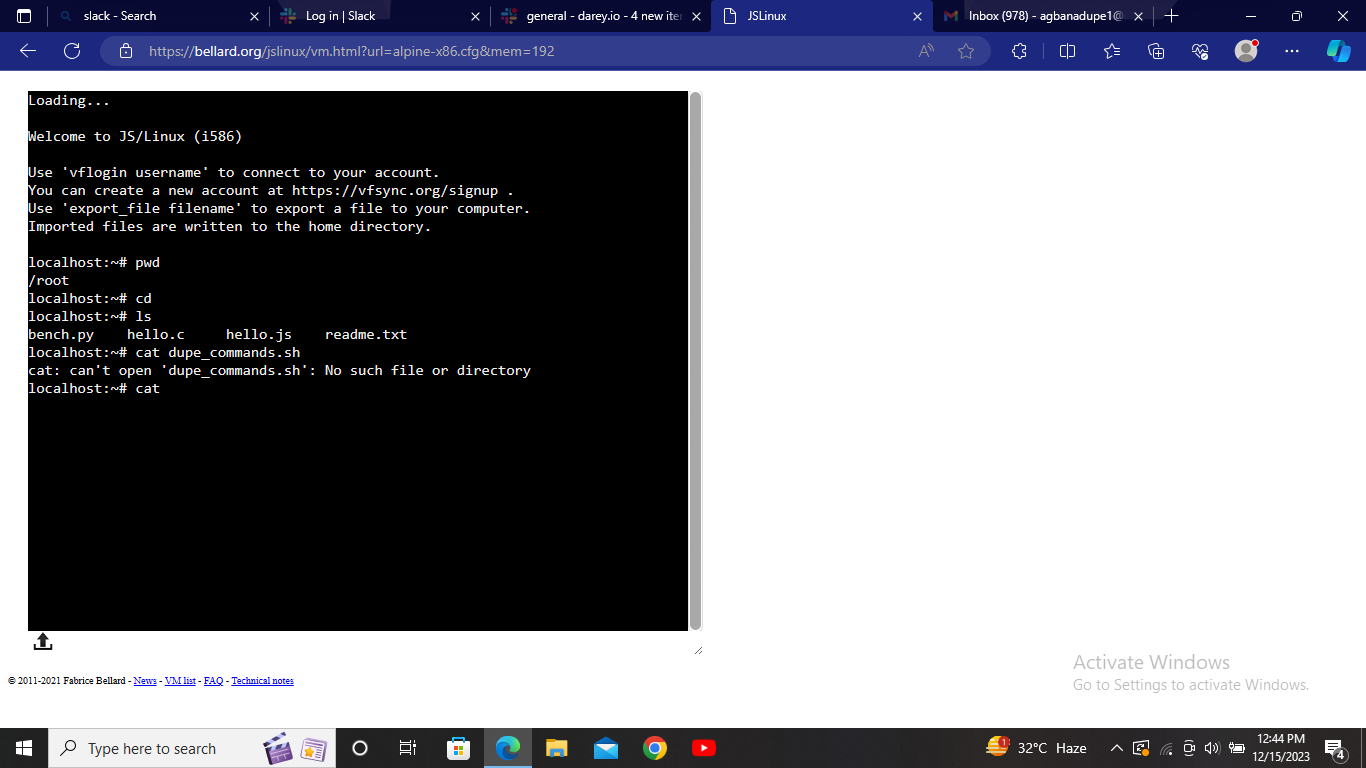 slack - Search
Log in | Slack
general - darey.io - 4 new iter
JSLinux
Inbox (978) - agbanadupe1@
https://bellard.org/jslinux/vm.html?url=alpine-x86.cfg&mem=192
Loading...
Welcome to JS/Linux (i586)
Use 'vflogin username' to connect to your account.
You can create a new account at https://vfsync.org/signup .
Use 'export_file filename' to export a file to your computer.
Imported files are written to the home directory.
localhost:~# pwd
/root
localhost:~# cd
localhost:~# ls
bench.py    hello.c     hello.js    readme.txt
localhost:~# cat dupe_commands.sh
cat: can't open 'dupe_commands.sh': No such file or directory
localhost:~# cat
© 2011-2021 Fabrice Bellard - News - VM list - FAQ - Technical notes
Activate Windows
Go to Settings to activate Windows.
Type here to search
1
32°C Haze
12:44 PM
12/15/2023
4